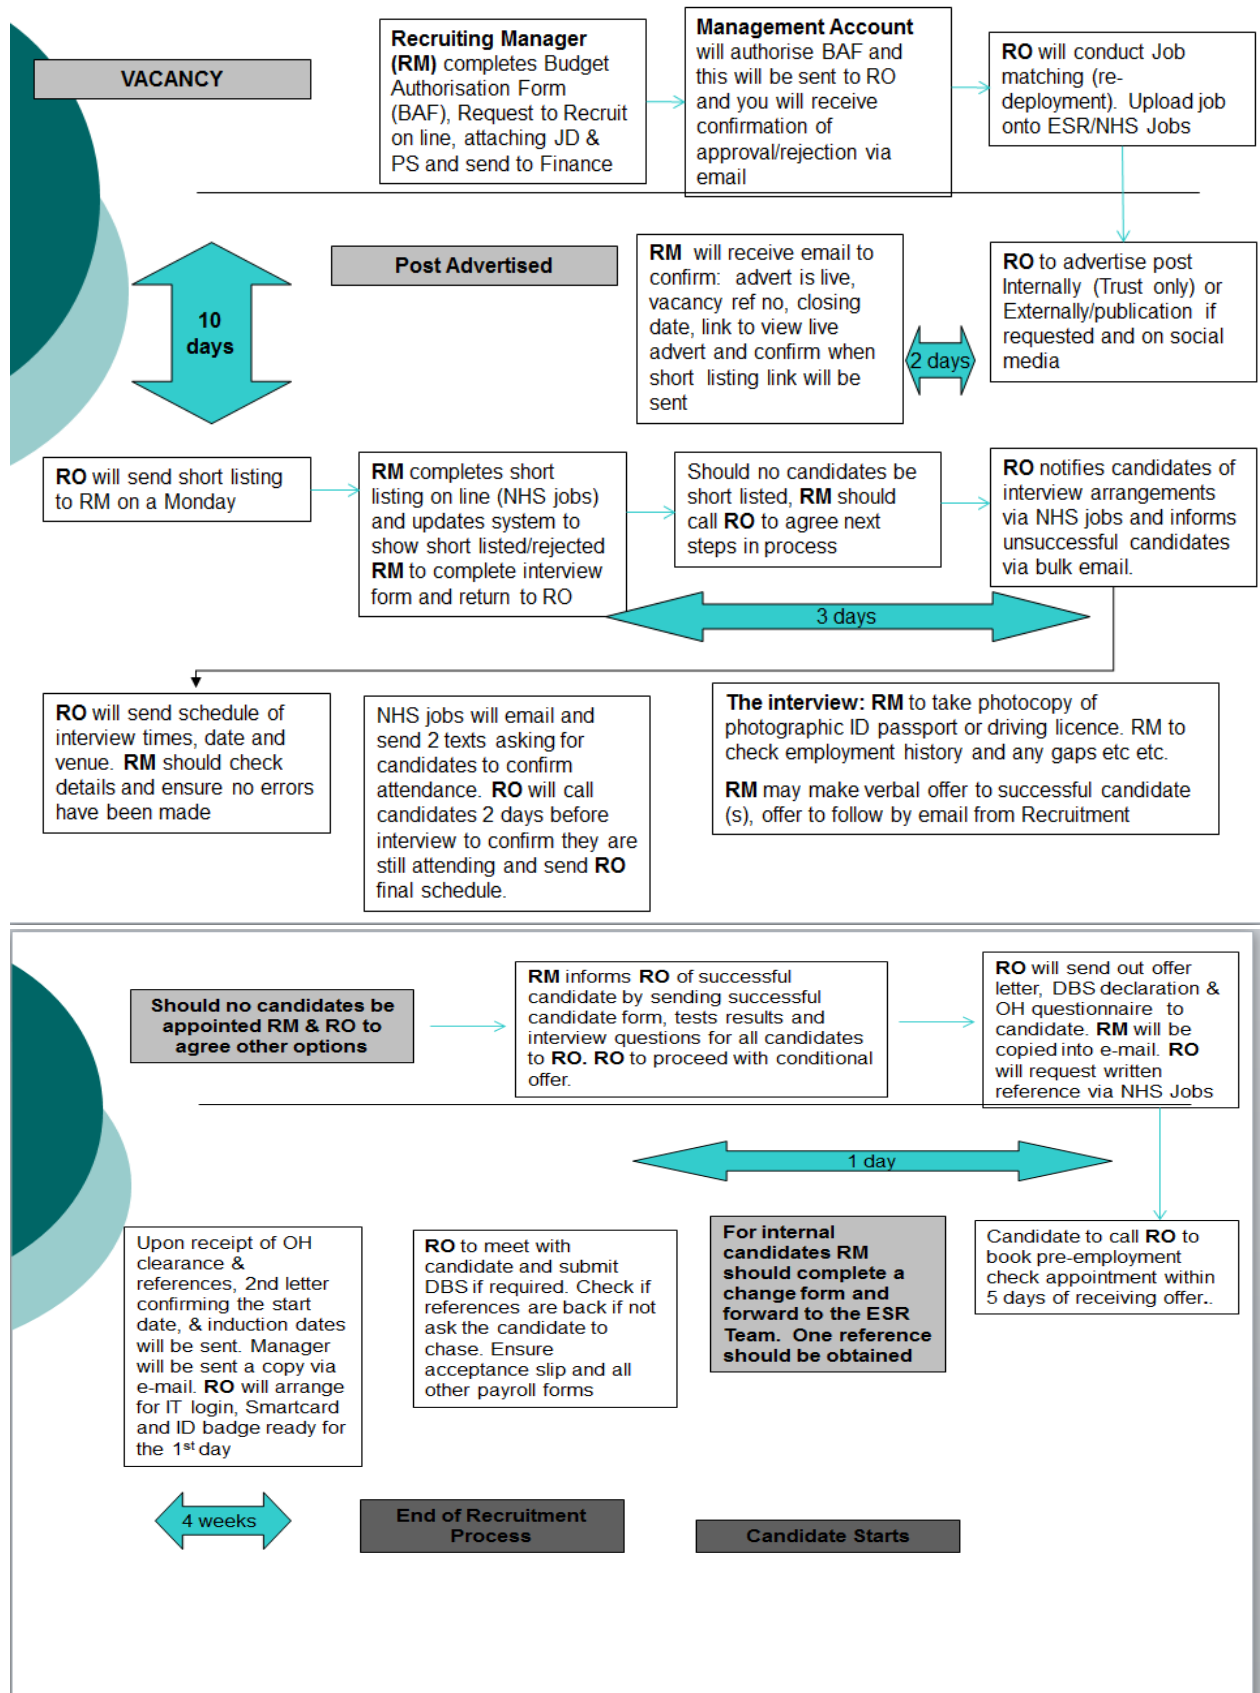 VACANCY
Recruiting Manager
(RM) completes Budget
Authorisation Form
(BAF), Request to Recruit
on line, attaching JD &
PS and send to Finance
Management Account
will authorise BAF and
this will be sent to RO
and you will receive
confirmation of
approval/rejection via
email
RO will conduct Job
matching (re-
deployment). Upload job
onto ESR/NHS Jobs
10
days
Post Advertised
RM will receive email to
confirm: advert is live,
vacancy ref no, closing
date, link to view live
advert and confirm when
short listing link will be
sent
2 days
RO to advertise post
Internally (Trust only) or
Externally/publication if
requested and on social
media
RO will send short listing
to RM on a Monday
RM completes short
listing on line (NHS jobs)
and updates system to
show short listed/rejected
RM to complete interview
form and return to RO
Should no candidates be
short listed, RM should
call RO to agree next
steps in process
RO notifies candidates of
interview arrangements
via NHS jobs and informs
unsuccessful candidates
via bulk email.
3 days
RO will send schedule of
interview times, date and
venue. RM should check
details and ensure no errors
have been made
NHS jobs will email and
send 2 texts asking for
candidates to confirm
attendance. RO will call
candidates 2 days before
interview to confirm they are
still attending and send RO
final schedule.
The interview: RM to take photocopy of
photographic ID passport or driving licence. RM to
check employment history and any gaps etc etc.
RM may make verbal offer to successful candidate
(s), offer to follow by email from Recruitment
Should no candidates be
appointed RM & RO to
agree other options
RM informs RO of successful
candidate by sending successful
candidate form, tests results and
interview questions for all candidates
to RO. RO to proceed with conditional
offer.
RO will send out offer
letter, DBS declaration &
OH questionnaire to
candidate. RM will be
copied into e-mail. RO
will request written
reference via NHS Jobs
1 day
Upon receipt of OH
clearance &
references, 2nd letter
confirming the start
date, & induction dates
will be sent. Manager
will be sent a copy via
e-mail. RO will arrange
for IT login, Smartcard
and ID badge ready for
the 1st day
RO to meet with
candidate and submit
DBS if required. Check if
references are back if not
ask the candidate to
chase. Ensure
acceptance slip and all
other payroll forms
For internal
candidates RM
should complete a
change form and
forward to the ESR
Team. One reference
should be obtained
Candidate to call RO to
book pre-employment
check appointment within
5 days of receiving offer..
4 weeks
End of Recruitment
Process
Candidate Starts